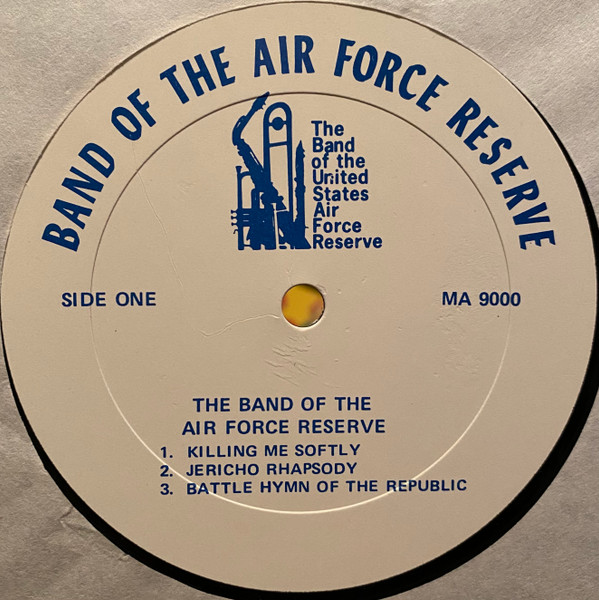 BAND OF THE AIR FORCE RESERVE
The
Band
of the
United
States
Air
Force
Reserve
SIDE ONE
MA 9000
THE BAND OF THE
AIR FORCE RESERVE
1. KILLING ME SOFTLY
2. JERICHO RHAPSODY
3. BATTLE HYMN OF THE REPUBLIC